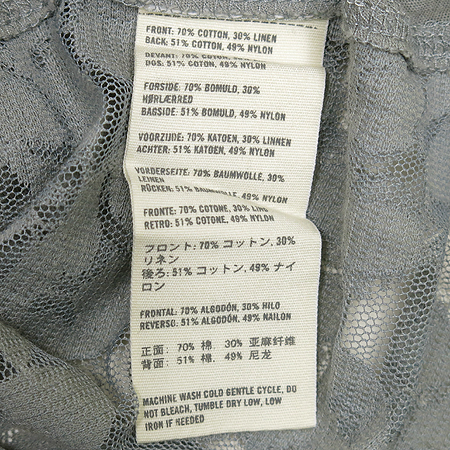 FRONT: 70% COTTON, 30% LINEN
BACK: 51% COTTON, 49% NYLON
DEVANT: 70% COTON, 30% LIN
DOS: 51% COTON, 49% NYLON
FORSIDE: 70% BOMULD, 30%
HØRLÆRRED
BAGSIDE: 51% BOMULD, 49% NYLON
VOORZIJDE: 70% KATOEN, 30% LINNEN
ACHTER: 51% KATOEN, 49% NYLON
VORDERSEITE: 70% BAUMWOLLE, 30%
LEINEN
RÜCKEN: 51% BAUMWOLLE, 49% NYLON
FRONTE: 70% COTONE, 30% LINO
RETRO: 51% COTONE, 49% NYLON
フロント: 70% コットン, 30%
リネン
後ろ: 51% コットン, 49% ナイ
ロン
FRONTAL: 70% ALGODÓN, 30% HILO
REVERSO: 51% ALGODÓN, 49% NAILON
正面: 70% 棉 30% 亚麻纤维
背面: 51% 棉, 49% 尼龙
MACHINE WASH COLD GENTLE CYCLE, DO
NOT BLEACH, TUMBLE DRY LOW, LOW
IRON IF NEEDED